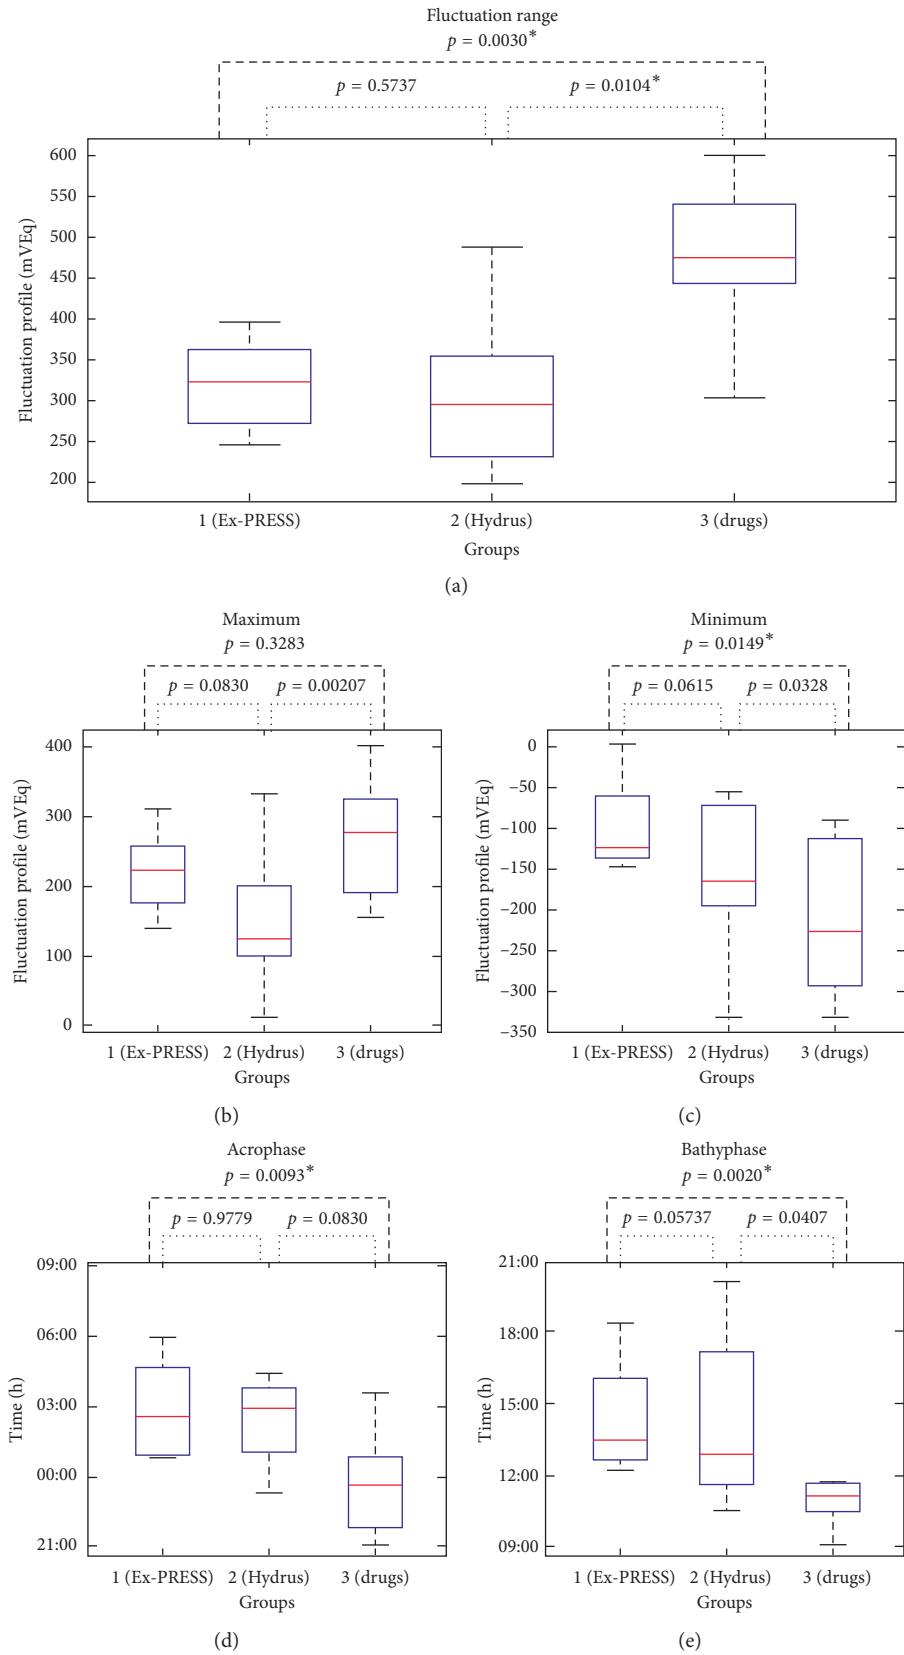 Fluctuation range
p = 0.0030*
p = 0.5737
p = 0.0104*
600
550
500
450
400
350
300
250
200
Fluctuation profile (mVEq)
1 (Ex-PRESS)
2 (Hydrus)
3 (drugs)
Groups
(a)
Maximum
p = 0.3283
p = 0.0830
p = 0.00207
400
300
200
100
0
Fluctuation profile (mVEq)
1 (Ex-PRESS)
2 (Hydrus)
3 (drugs)
Groups
(b)
Minimum
p = 0.0149*
p = 0.0615
p = 0.0328
0
–50
–100
–150
–200
–250
–300
–350
Fluctuation profile (mVEq)
1 (Ex-PRESS)
2 (Hydrus)
3 (drugs)
Groups
(c)
Acrophase
p = 0.0093*
p = 0.9779
p = 0.0830
09:00
06:00
03:00
00:00
21:00
Time (h)
1 (Ex-PRESS)
2 (Hydrus)
3 (drugs)
Groups
(d)
Bathyphase
p = 0.0020*
p = 0.05737
p = 0.0407
21:00
18:00
15:00
12:00
09:00
Time (h)
1 (Ex-PRESS)
2 (Hydrus)
3 (drugs)
Groups
(e)